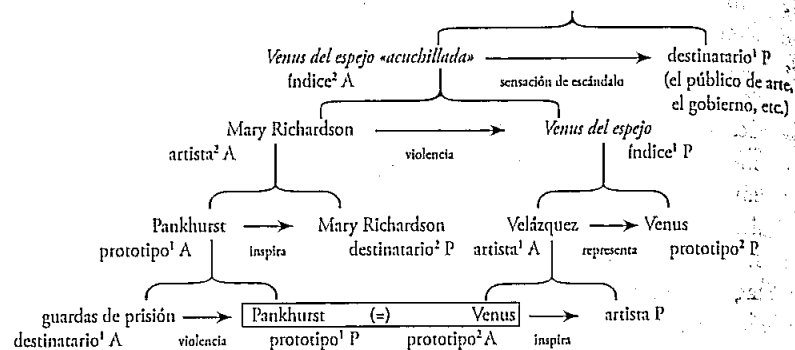 Venus del espejo «acuchillada» destinatario¹ P
índice² A sensación de escándalo (el público de arte,
el gobierno, etc.)
Mary Richardson Venus del espejo
artista² A violencia índice¹ P
Pankhurst Mary Richardson Velázquez Venus
prototipo¹ A inspira destinatario² P artista¹ A representa prototipo² P
guardas de prisión Pankhurst (=) Venus artista P
destinatario¹ A violencia prototipo¹ P prototipo² A inspira